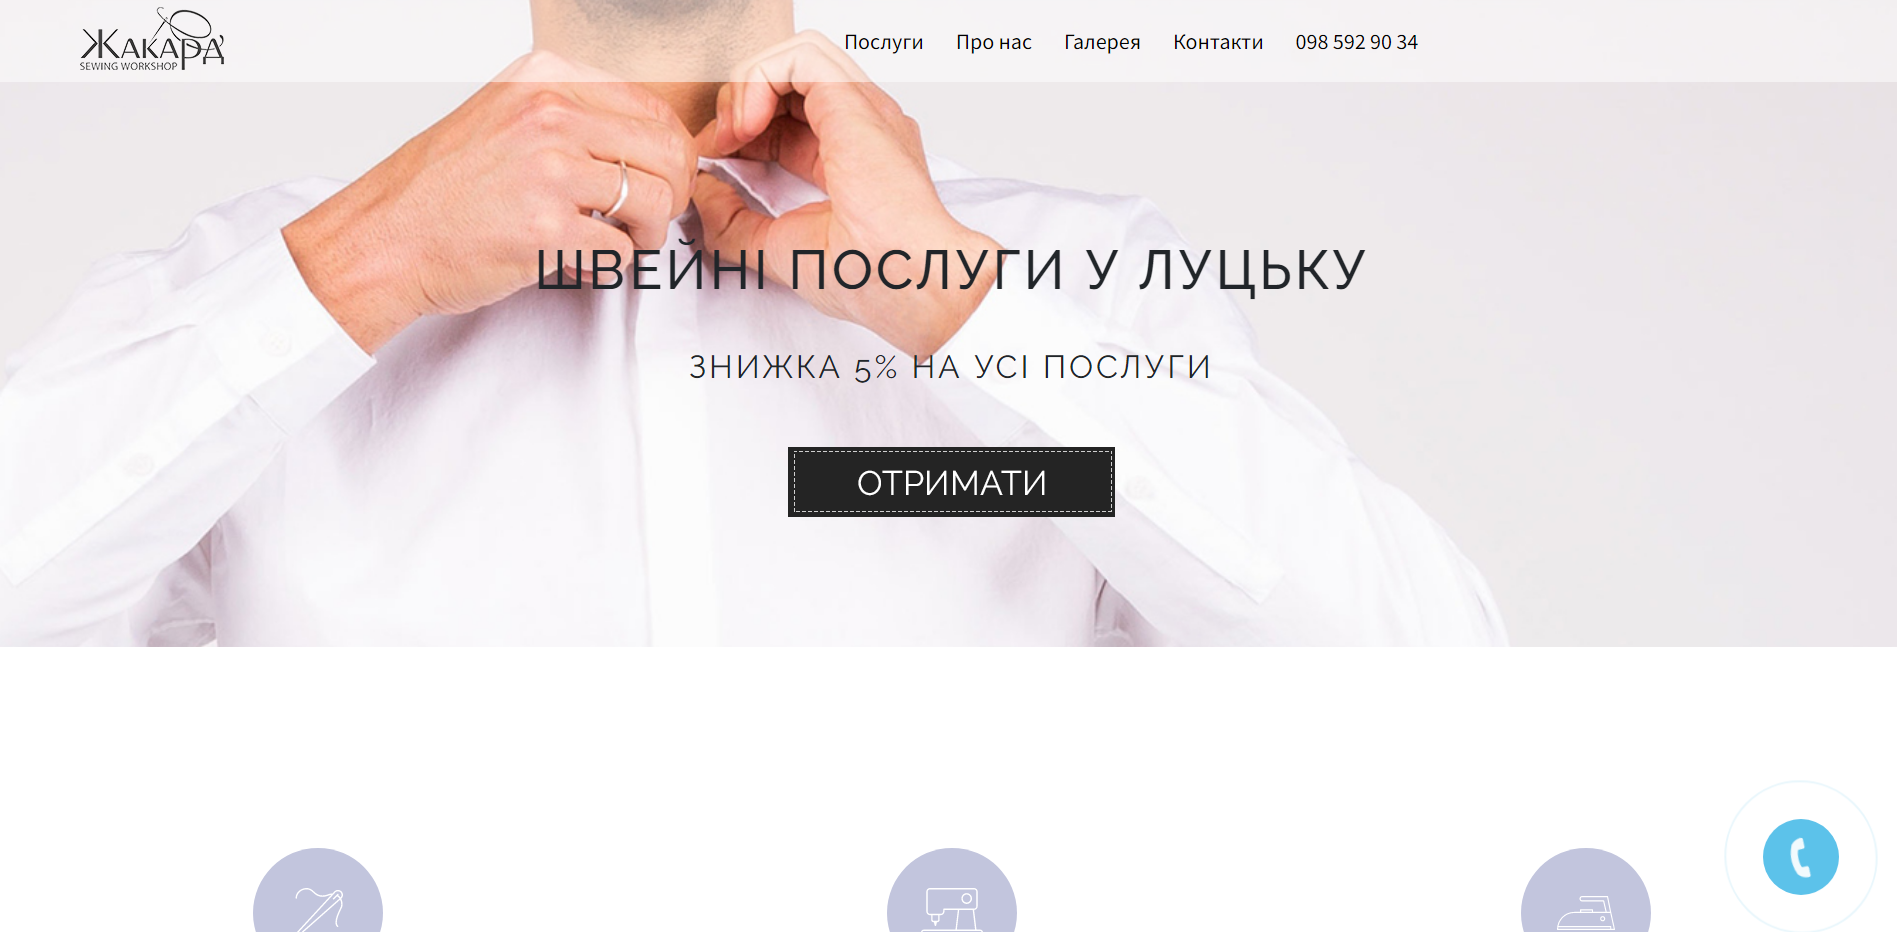 ЖАКАРД
SEWING WORKSHOP
Послуги Про нас Галерея Контакти 098 592 90 34
ШВЕЙНІ ПОСЛУГИ У ЛУЦЬКУ
ЗНИЖКА 5% НА УСІ ПОСЛУГИ
ОТРИМАТИ